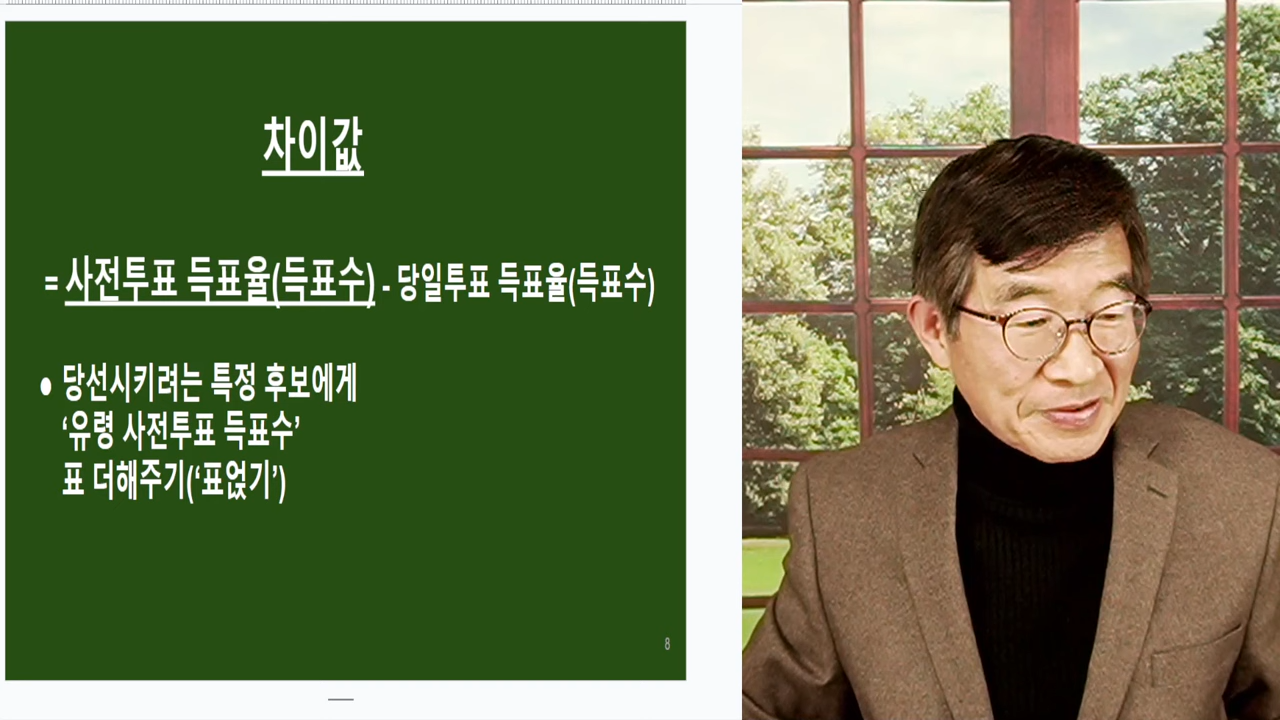 차이값
= 사전투표 득표율(득표수) - 당일투표 득표율(득표수)
• 당선시키려는 특정 후보에게
‘유령 사전투표 득표수’
표 더해주기(‘표얹기’)
8